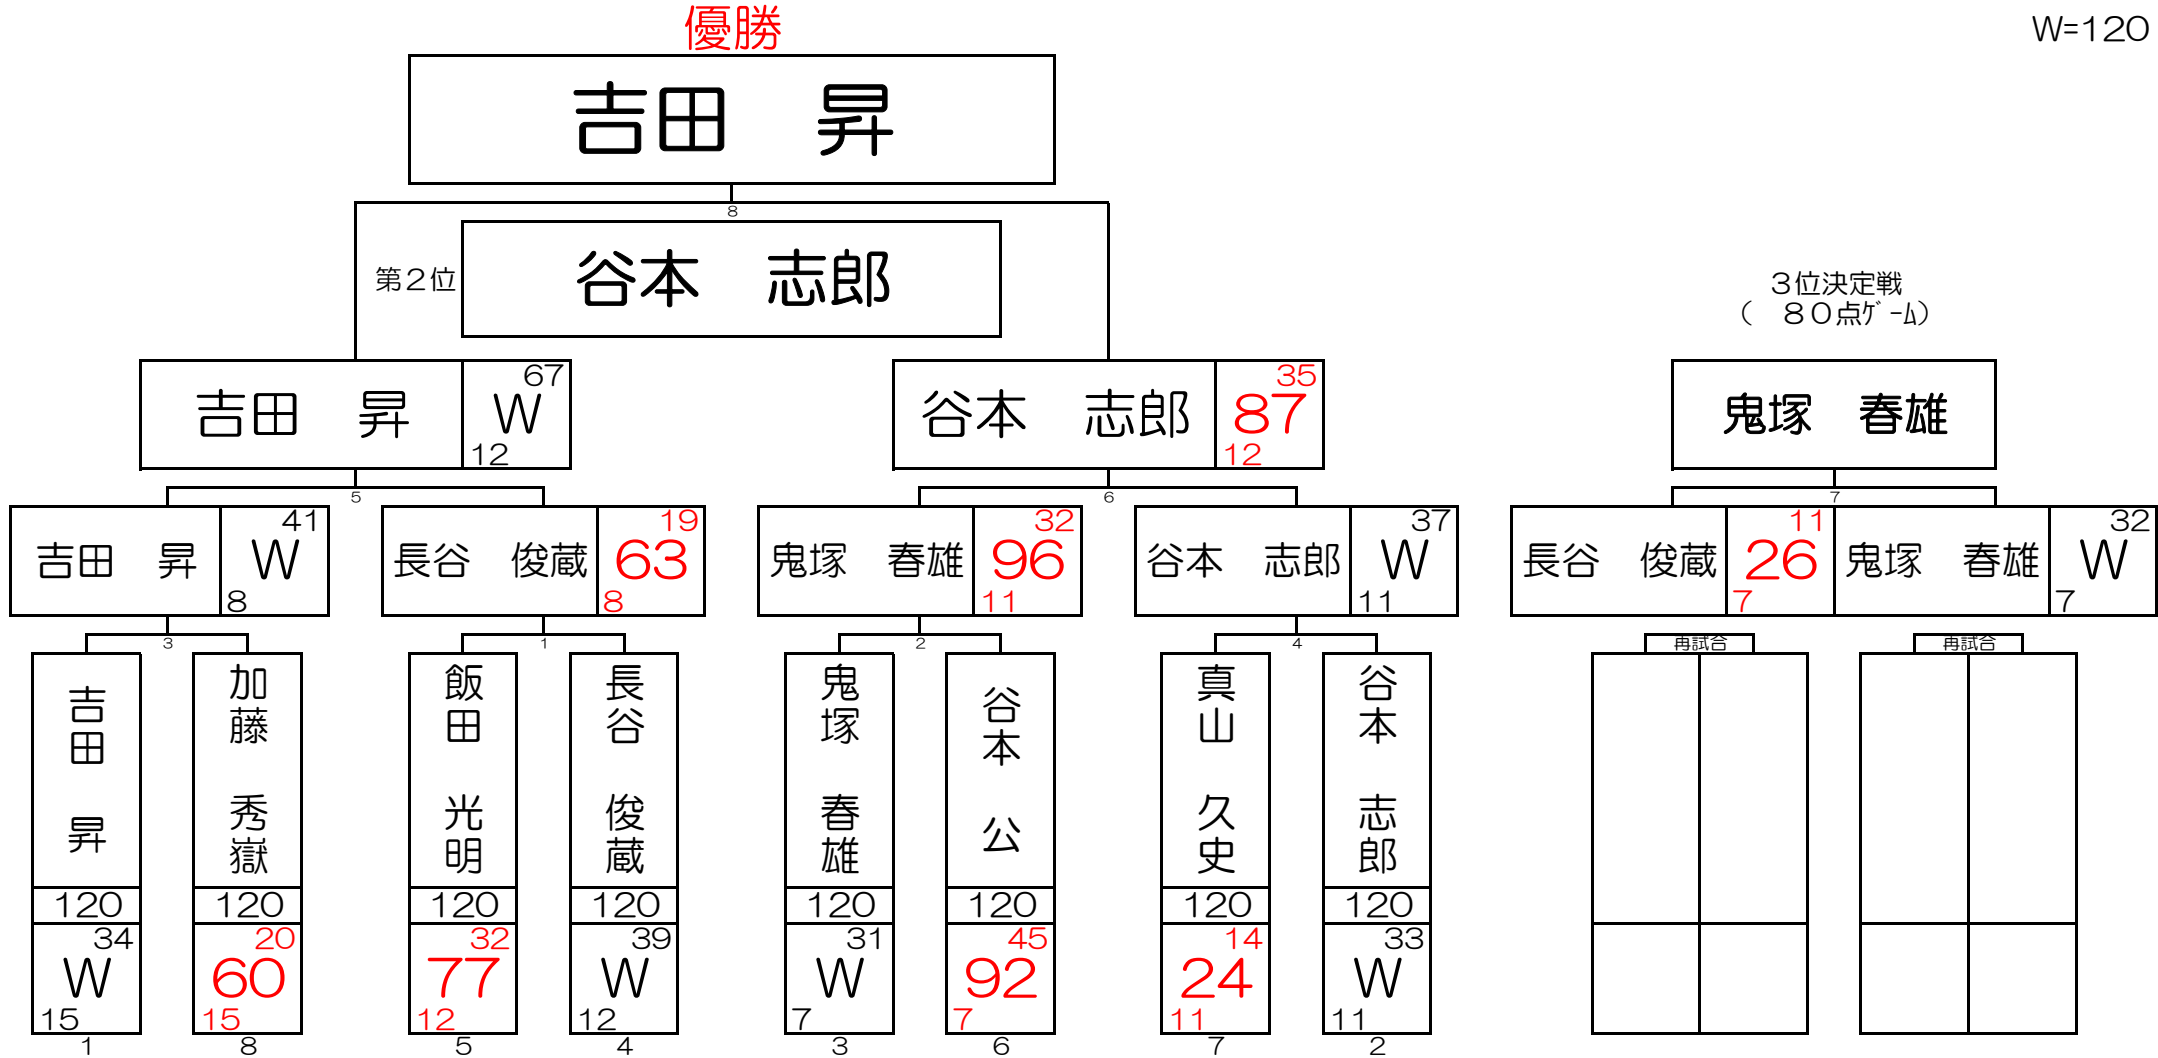 優勝
W=120
吉田　昇
8
第２位
谷本　志郎
３位決定戦
（　８０点ｹﾞｰﾑ）
吉田　昇
67
W
12
谷本　志郎
35
87
12
鬼塚　春雄
5
6
7
吉田　昇
41
W
8
長谷　俊蔵
19
63
8
鬼塚　春雄
32
96
11
谷本　志郎
37
W
11
長谷　俊蔵
11
26
7
鬼塚　春雄
32
W
7
3
1
2
4
再試合
再試合
吉田　昇
120
34
W
15
1
加藤　秀嶽
120
20
60
15
8
飯田　光明
120
32
77
12
5
長谷　俊蔵
120
39
W
12
4
鬼塚　春雄
120
31
W
7
3
谷本　公
120
45
92
7
6
真山　久史
120
14
24
11
7
谷本　志郎
120
33
W
11
2